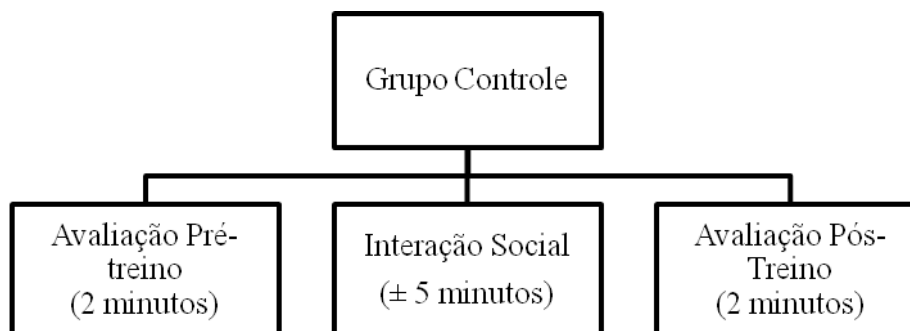 Grupo Controle
Avaliação Pré-
treino
(2 minutos)
Interação Social
(± 5 minutos)
Avaliação Pós-
Treino
(2 minutos)